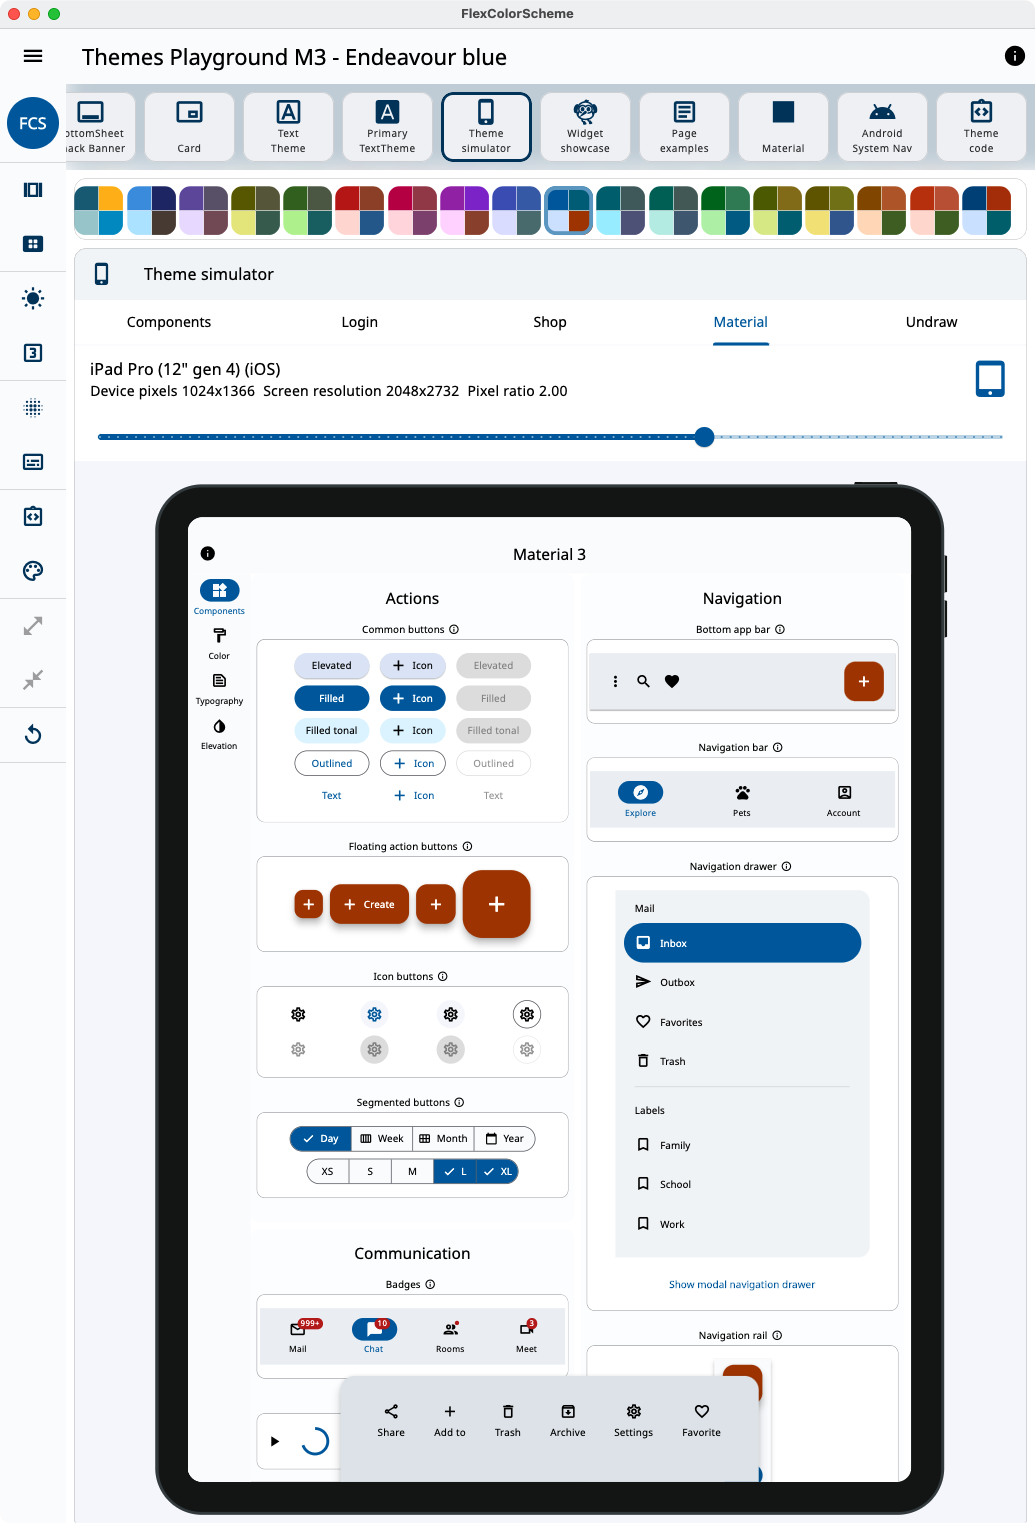 FlexColorScheme
Themes Playground M3 - Endeavour blue
FCS
ottomSheet
ack Banner
Card
Text
Theme
Primary
TextTheme
Theme
simulator
Widget
showcase
Page
examples
Material
Android
System Nav
Theme
code
Theme simulator
Components
Login
Shop
Material
Undraw
iPad Pro (12" gen 4) (iOS)
Device pixels 1024x1366 Screen resolution 2048x2732 Pixel ratio 2.00
Material 3
Components
Color
Typography
Elevation
Actions
Common buttons
Elevated
Icon
Elevated
Filled
Icon
Filled
Filled tonal
Icon
Filled tonal
Outlined
Icon
Outlined
Text
Icon
Text
Floating action buttons
Create
Icon buttons
Segmented buttons
Day
Week
Month
Year
XS
S
M
L
XL
Communication
Badges
999+
10
3
Mail
Chat
Rooms
Meet
Navigation
Bottom app bar
Navigation bar
Explore
Pets
Account
Navigation drawer
Mail
Inbox
Outbox
Favorites
Trash
Labels
Family
School
Work
Show modal navigation drawer
Navigation rail
Share
Add to
Trash
Archive
Settings
Favorite